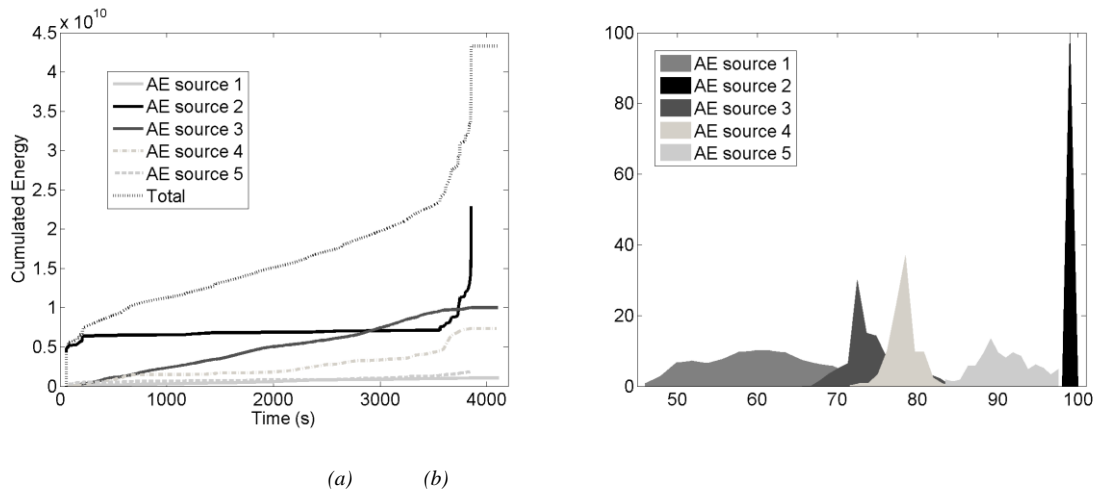 × 10^10
4.5
4
3.5
3
2.5
2
1.5
1
0.5
0
Cumulated Energy
AE source 1
AE source 2
AE source 3
AE source 4
AE source 5
Total
0 1000 2000 3000 4000
Time (s)
100
80
60
40
20
0
AE source 1
AE source 2
AE source 3
AE source 4
AE source 5
50 60 70 80 90 100
(a) (b)